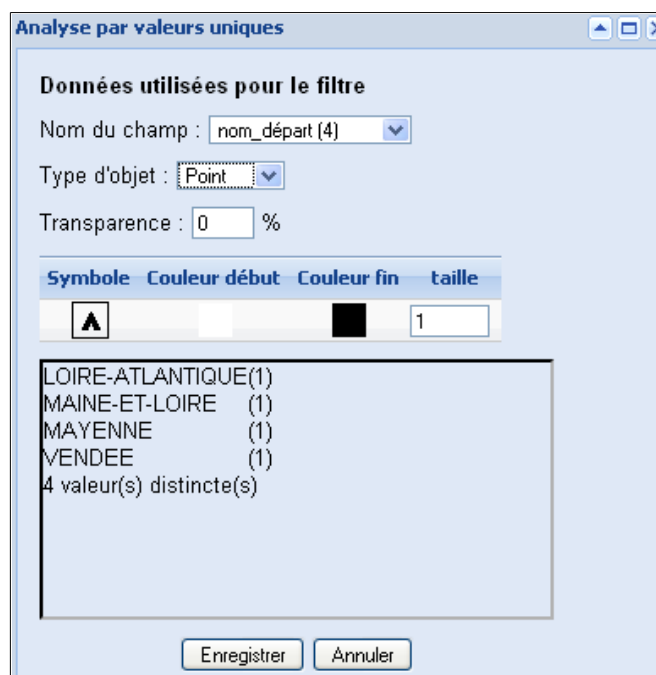 Analyse par valeurs uniques
Données utilisées pour le filtre
Nom du champ : nom_départ (4)
Type d'objet : Point
Transparence : 0 %
Symbole Couleur début Couleur fin taille
1
LOIRE-ATLANTIQUE(1)
MAINE-ET-LOIRE (1)
MAYENNE (1)
VENDEE (1)
4 valeur(s) distincte(s)
Enregistrer Annuler